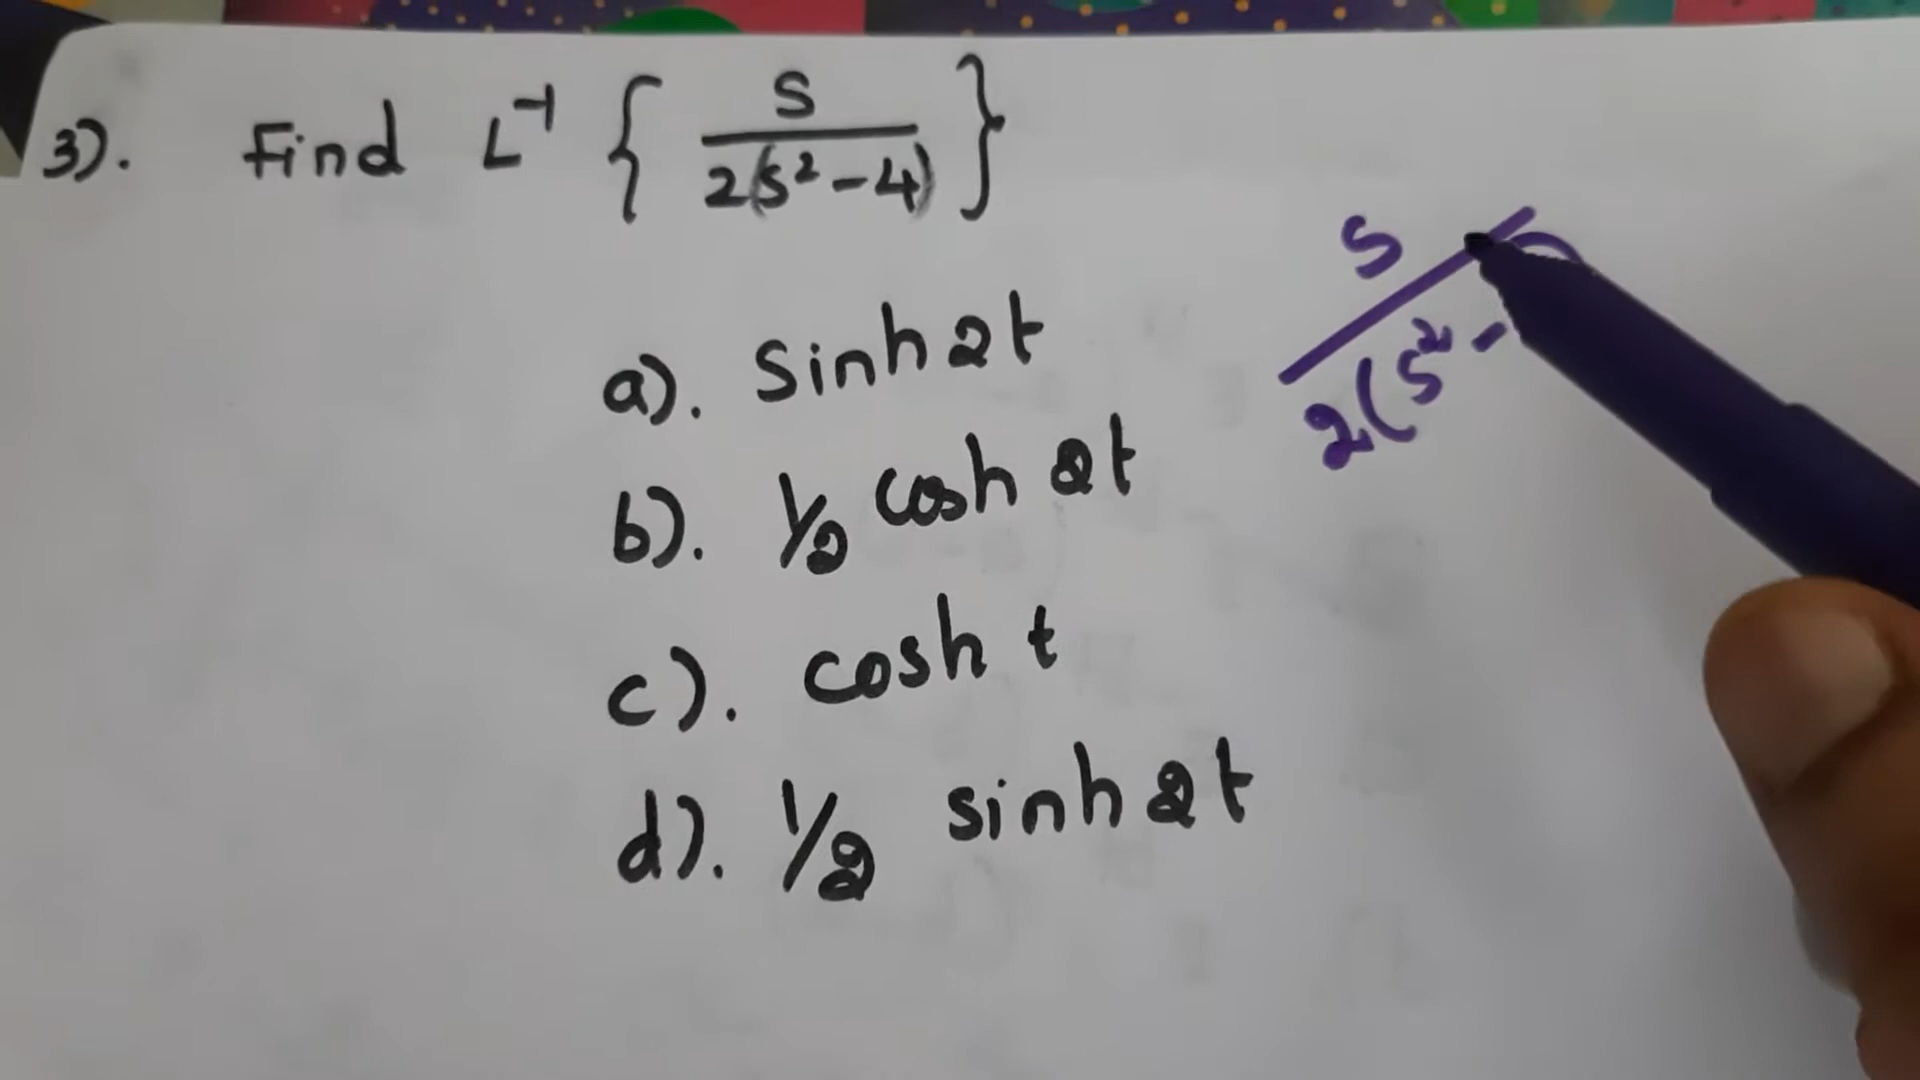 3). Find L⁻¹ { s / 2(s² - 4) }
a). Sinh 2t
b). 1/2 cosh 2t
c). cosh t
d). 1/2 sinh 2t
s
2(s² -